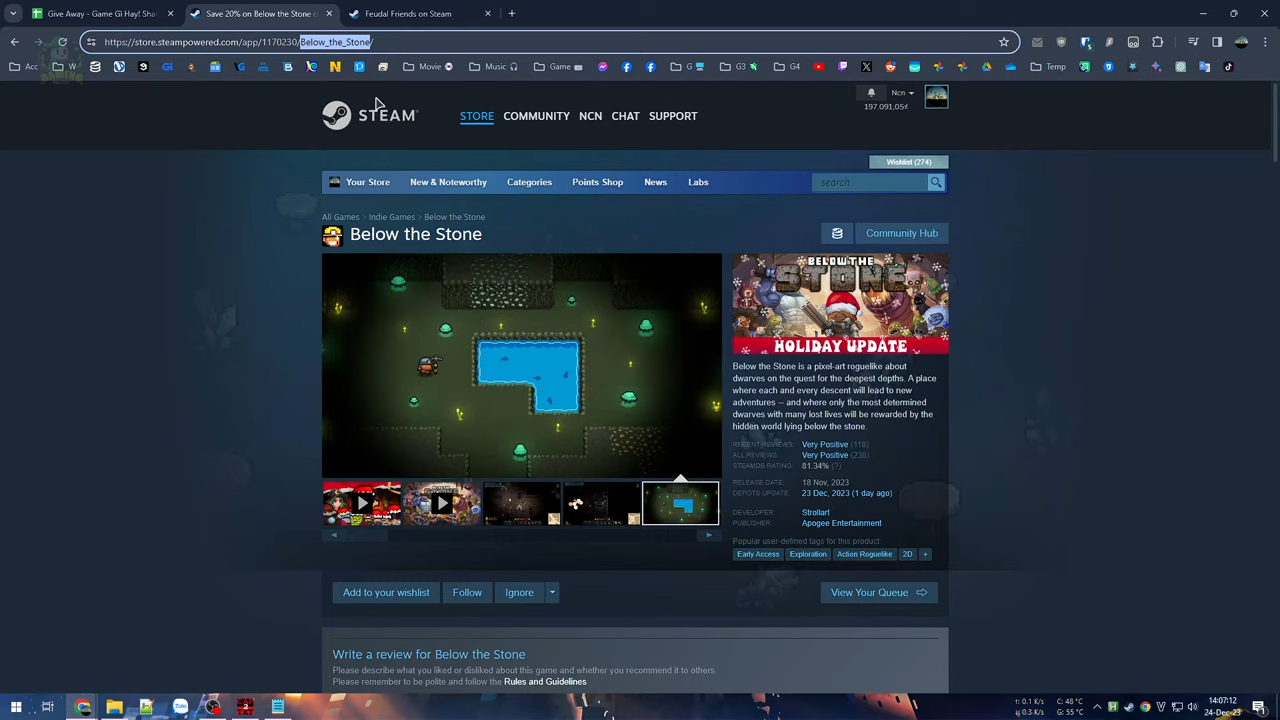 Give Away - Game Gì Hay! Sha
Save 20% on Below the Stone o
Feudal Friends on Steam
https://store.steampowered.com/app/1170230/Below_the_Stone/
Acc
W
Movie
Music
Game
G3
G4
Temp
GAMING
Ncn
197.091,05₫
STEAM
STORE COMMUNITY NCN CHAT SUPPORT
Wishlist (274)
Your Store New & Noteworthy Categories Points Shop News Labs search
All Games > Indie Games > Below the Stone
Below the Stone
Community Hub
BELOW THE
STONE
HOLIDAY UPDATE
Below the Stone is a pixel-art roguelike about
dwarves on the quest for the deepest depths. A place
where each and every descent will lead to new
adventures – and where only the most determined
dwarves with many lost lives will be rewarded by the
hidden world lying below the stone.
RECENT REVIEWS: Very Positive (118)
ALL REVIEWS: Very Positive (236)
STEAMDB RATING: 81.34% (?)
RELEASE DATE: 18 Nov, 2023
DEPOTS UPDATE: 23 Dec, 2023 (1 day ago)
DEVELOPER: Strollart
PUBLISHER: Apogee Entertainment
Popular user-defined tags for this product:
Early Access Exploration Action Roguelike 2D +
Add to your wishlist Follow Ignore View Your Queue
Write a review for Below the Stone
Please describe what you liked or disliked about this game and whether you recommend it to others.
Please remember to be polite and follow the Rules and Guidelines
Zalo
↑: 0.1 K/s
↓: 0.3 K/s
C: 48 °C
G: 55 °C
14:07:12
24-Dec-23